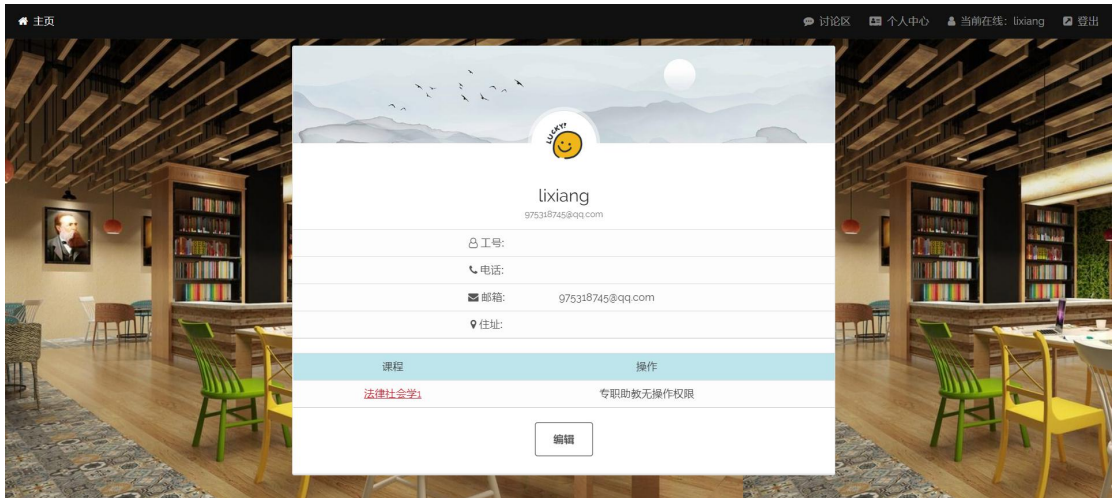 主页
讨论区 个人中心 当前在线: lixiang 登出
LUCKY!
lixiang
975318745@qq.com
工号:
电话:
邮箱: 975318745@qq.com
住址:
课程 操作
法律社会学1 专职助教无操作权限
编辑